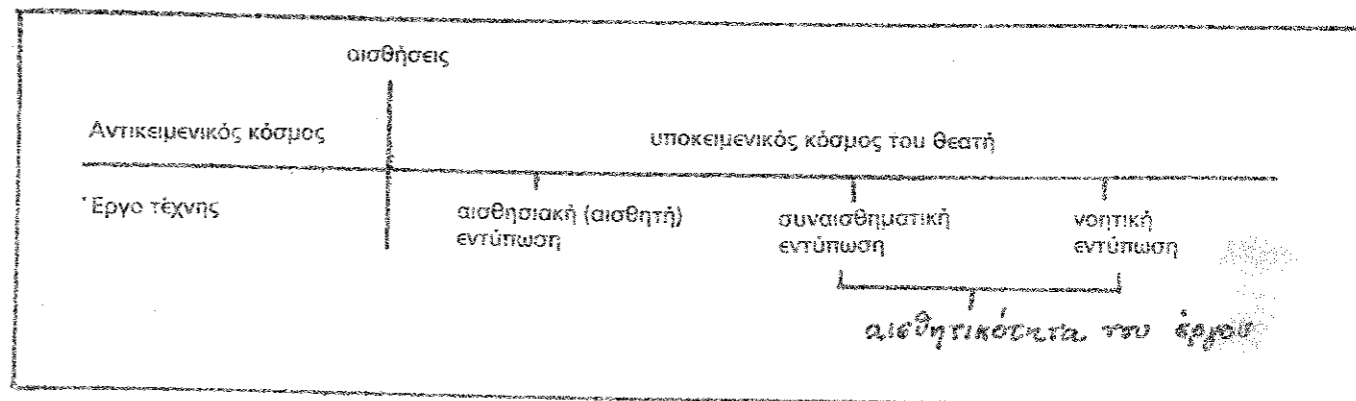 αισθήσεις
Αντικειμενικός κόσμος
υποκειμενικός κόσμος του θεατή
Έργο τέχνης
αισθησιακή (αισθητή)
εντύπωση
συναισθηματική
εντύπωση
νοητική
εντύπωση
αισθητικότητα του έργου